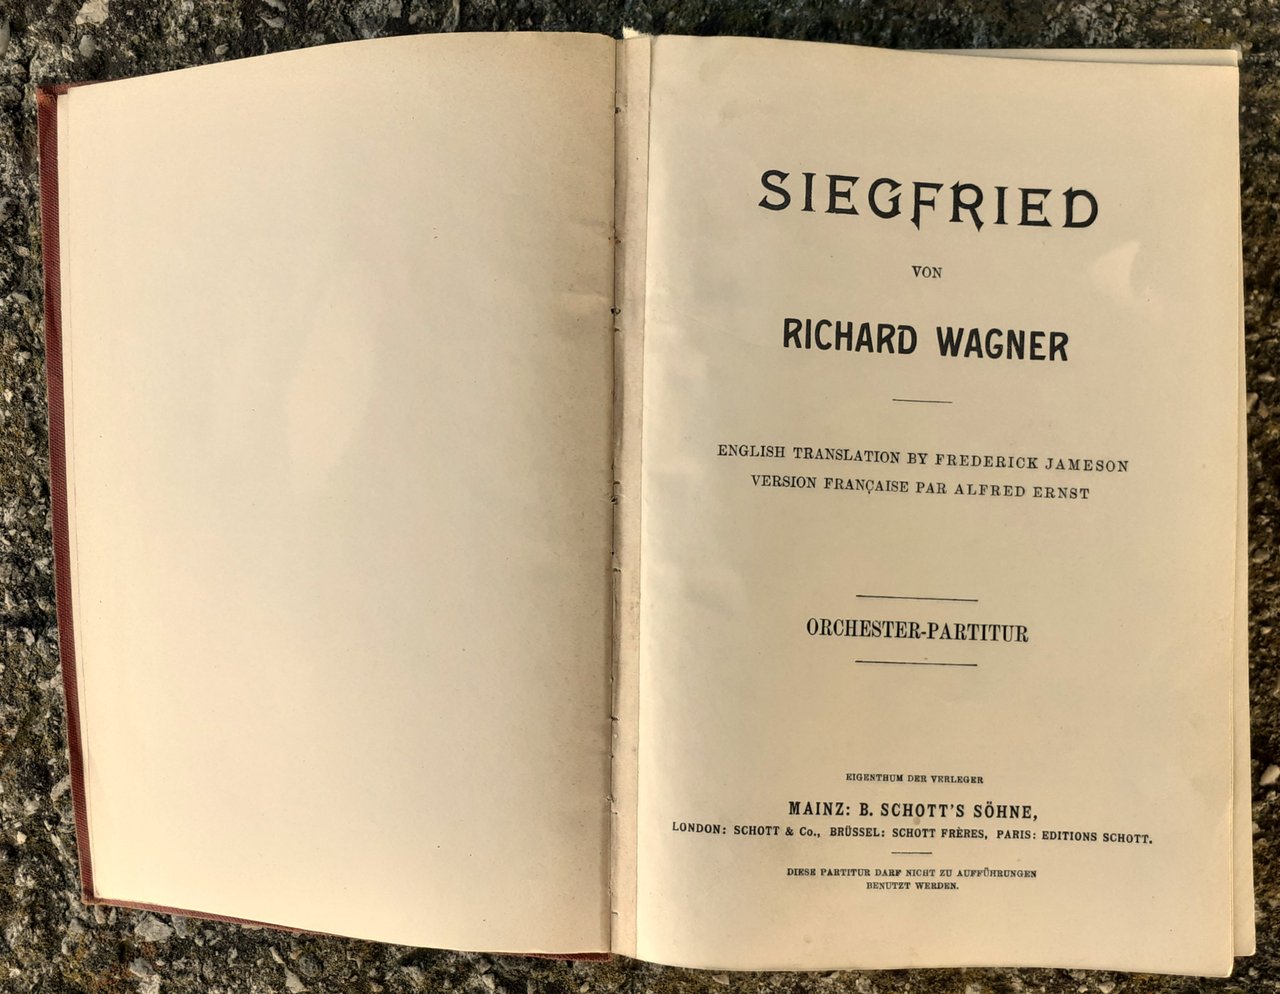 SIEGFRIED
VON
RICHARD WAGNER
ENGLISH TRANSLATION BY FREDERICK JAMESON
VERSION FRANÇAISE PAR ALFRED ERNST
ORCHESTER-PARTITUR
EIGENTHUM DER VERLEGER
MAINZ: B. SCHOTT'S SÖHNE,
LONDON: SCHOTT & Co., BRÜSSEL: SCHOTT FRÈRES, PARIS: EDITIONS SCHOTT.
DIESE PARTITUR DARF NICHT ZU AUFFÜHRUNGEN
BENUTZT WERDEN.